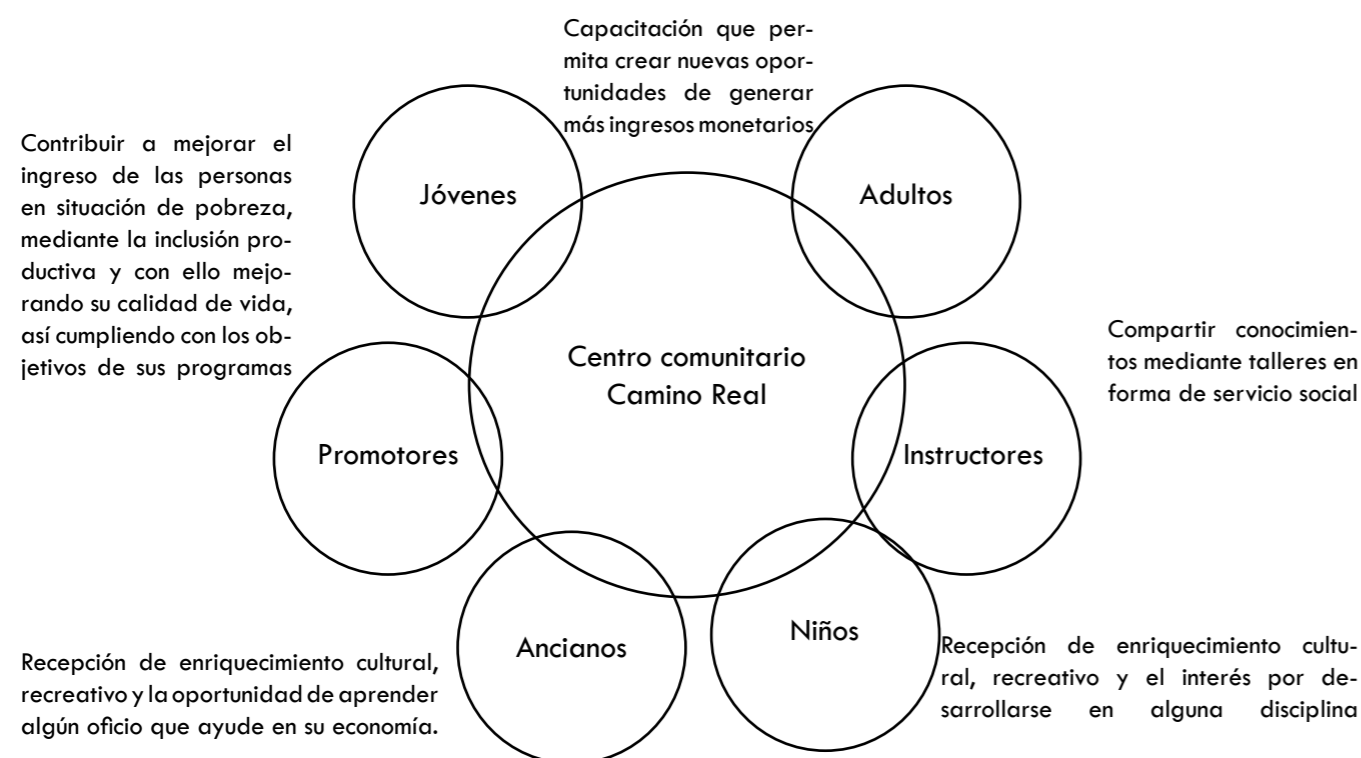 Capacitación que per-
mita crear nuevas opor-
tunidades de generar
más ingresos monetarios
Contribuir a mejorar el
ingreso de las personas
en situación de pobreza,
mediante la inclusión pro-
ductiva y con ello mejo-
rando su calidad de vida,
así cumpliendo con los ob-
jetivos de sus programas
Jóvenes
Adultos
Centro comunitario
Camino Real
Compartir conocimien-
tos mediante talleres en
forma de servicio social
Promotores
Instructores
Ancianos
Niños
Recepción de enriquecimiento cultural,
recreativo y la oportunidad de aprender
algún oficio que ayude en su economía.
Recepción de enriquecimiento cultu-
ral, recreativo y el interés por de-
sarrollarse en alguna disciplina